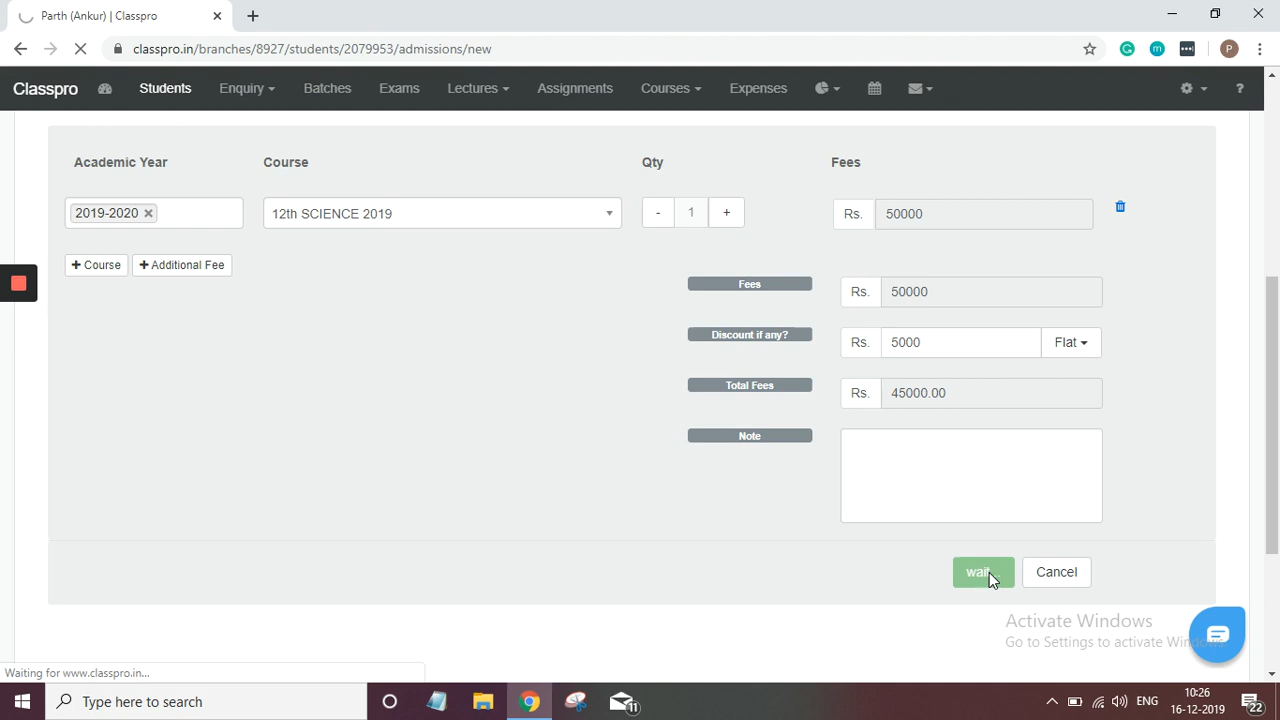 Parth (Ankur) | Classpro
classpro.in/branches/8927/students/2079953/admissions/new
Classpro Students Enquiry Batches Exams Lectures Assignments Courses Expenses ?
Academic Year Course Qty Fees
2019-2020 × 12th SCIENCE 2019 - 1 + Rs. 50000
+ Course + Additional Fee
Fees Rs. 50000
Discount if any? Rs. 5000 Flat
Total Fees Rs. 45000.00
Note
wait... Cancel
Activate Windows
Go to Settings to activate Windows.
Waiting for www.classpro.in...
Type here to search 11 ENG 10:26
16-12-2019 22